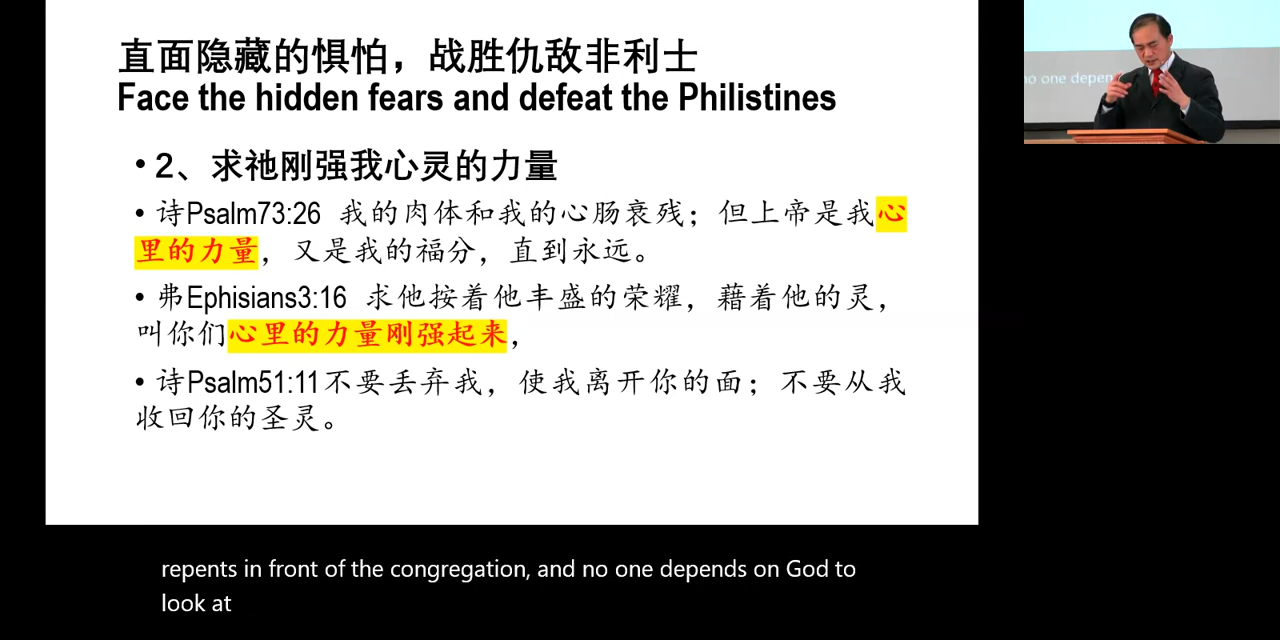 直面隐藏的惧怕，战胜仇敌非利士
Face the hidden fears and defeat the Philistines
• 2、求祂刚强我心灵的力量
• 诗Psalm73:26 我的肉体和我的心肠衰残；但上帝是我心
里的力量，又是我的福分，直到永远。
• 弗Ephisians3:16 求他按着他丰盛的荣耀，藉着他的灵，
叫你们心里的力量刚强起来，
• 诗Psalm51:11不要丢弃我，使我离开你的面；不要从我
收回你的圣灵。
no one depen
repents in front of the congregation, and no one depends on God to
look at